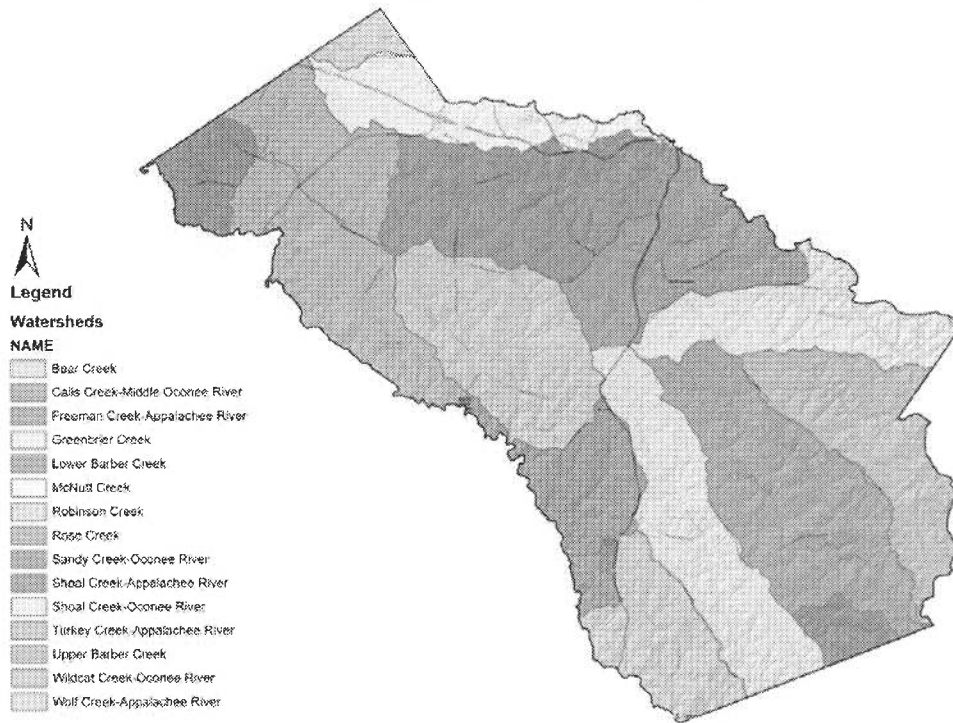 N
Legend
Watersheds
NAME
Bear Creek
Calls Creek-Middle Oconee River
Freeman Creek-Appalachee River
Greenbrier Creek
Lower Barber Creek
McNutt Creek
Robinson Creek
Rose Creek
Sandy Creek-Oconee River
Shoal Creek-Appalachee River
Shoal Creek-Oconee River
Turkey Creek-Appalachee River
Upper Barber Creek
Wildcat Creek-Oconee River
Wolf Creek-Appalachee River